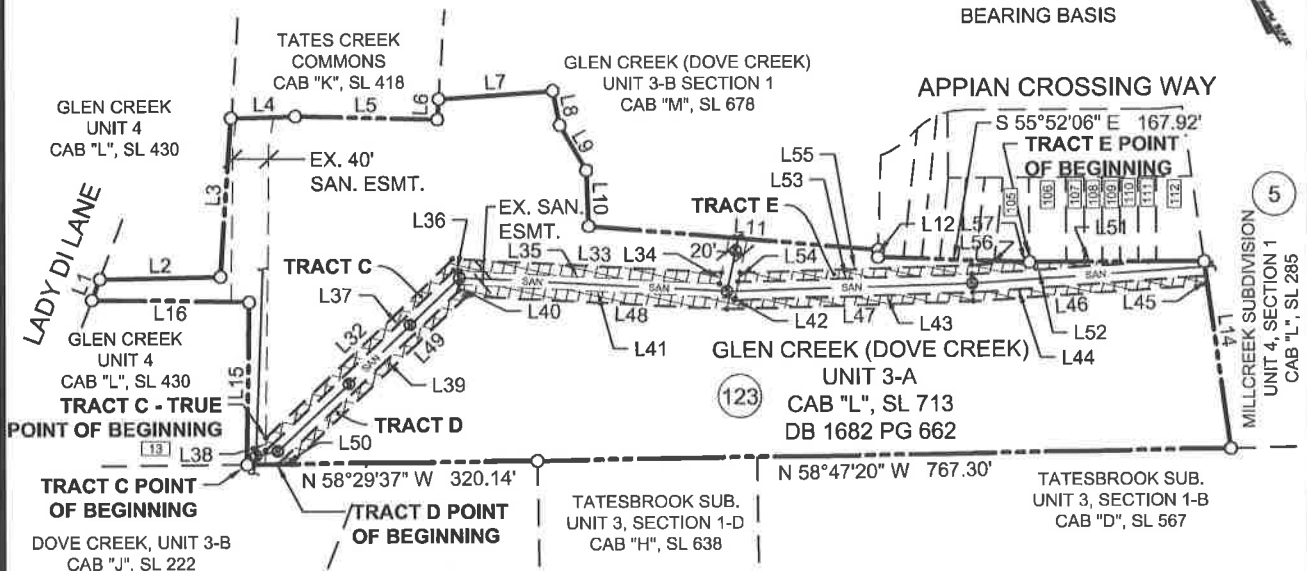 BEARING BASIS
TATES CREEK
COMMONS
CAB "K", SL 418
GLEN CREEK (DOVE CREEK)
UNIT 3-B SECTION 1
CAB "M", SL 678
APPIAN CROSSING WAY
GLEN CREEK
UNIT 4
CAB "L", SL 430
L4
L5
L6
L7
L8
L9
L10
S 55°52'06" E 167.92'
TRACT E POINT
OF BEGINNING
EX. 40'
SAN. ESMT.
L3
L55
L53
105
106
107
108
109
110
111
112
5
LADY DI LANE
L36
EX. SAN.
ESMT.
TRACT E
L11
20'
L12
L57
L56
L51
L1
L2
TRACT C
L35
L33
L34
L54
SAN
SAN
SAN
SAN
L16
L37
L40
L48
L42
L47
L43
L46
L45
L41
L52
L44
L14
GLEN CREEK
UNIT 4
CAB "L", SL 430
L32
SAN
L49
L39
L15
GLEN CREEK (DOVE CREEK)
UNIT 3-A
CAB "L", SL 713
DB 1682 PG 662
123
MILLCREEK SUBDIVISION
UNIT 4, SECTION 1
CAB "L", SL 285
TRACT C - TRUE
POINT OF BEGINNING
13
L38
L50
TRACT D
N 58°29'37" W 320.14'
N 58°47'20" W 767.30'
TRACT C POINT
OF BEGINNING
TRACT D POINT
OF BEGINNING
TATESBROOK SUB.
UNIT 3, SECTION 1-D
CAB "H", SL 638
TATESBROOK SUB.
UNIT 3, SECTION 1-B
CAB "D", SL 567
DOVE CREEK, UNIT 3-B
CAB "J", SL 222